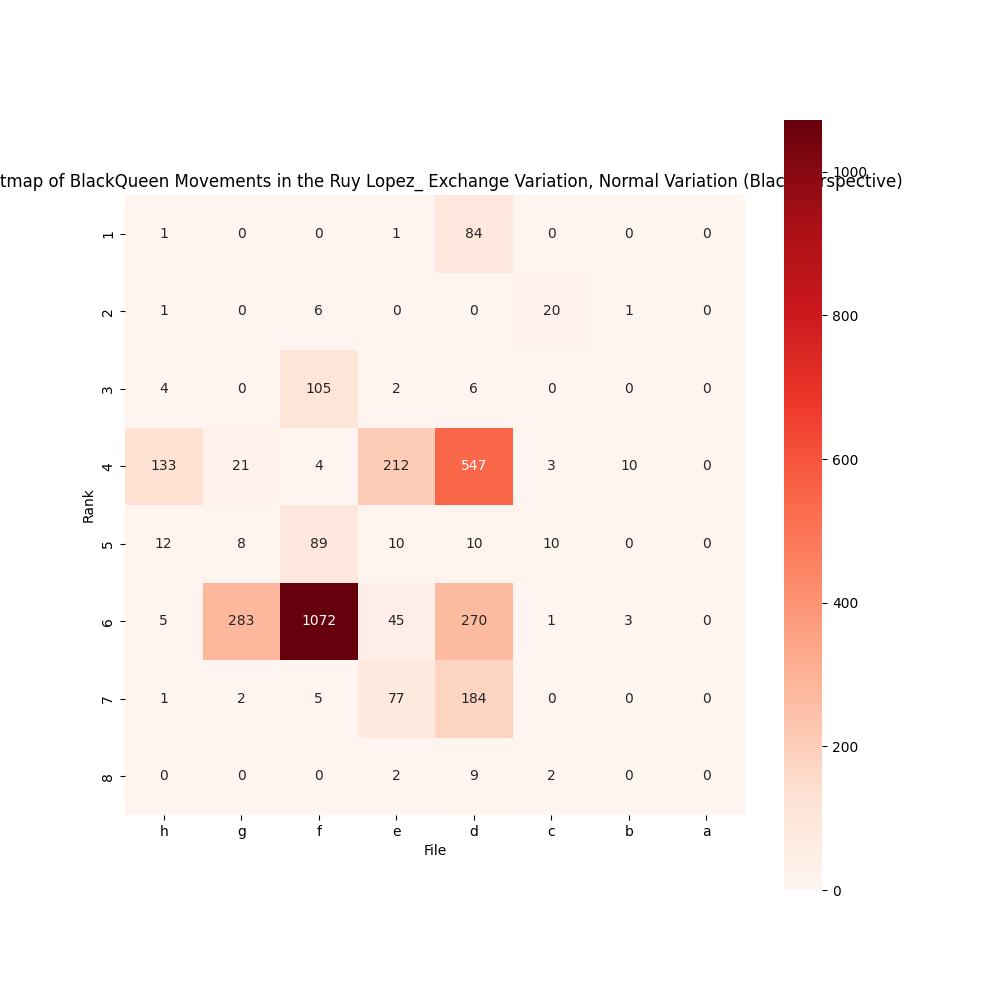 tmap of BlackQueen Movements in the Ruy Lopez_ Exchange Variation, Normal Variation (Blac rspective)
1000
1 1 0 0 1 84 0 0 0
2 1 0 6 0 0 20 1 0
800
3 4 0 105 2 6 0 0 0
4 133 21 4 212 547 3 10 0
600
Rank
5 12 8 89 10 10 10 0 0
400
6 5 283 1072 45 270 1 3 0
7 1 2 5 77 184 0 0 0
200
8 0 0 0 2 9 2 0 0
h g f e d c b a
File
0